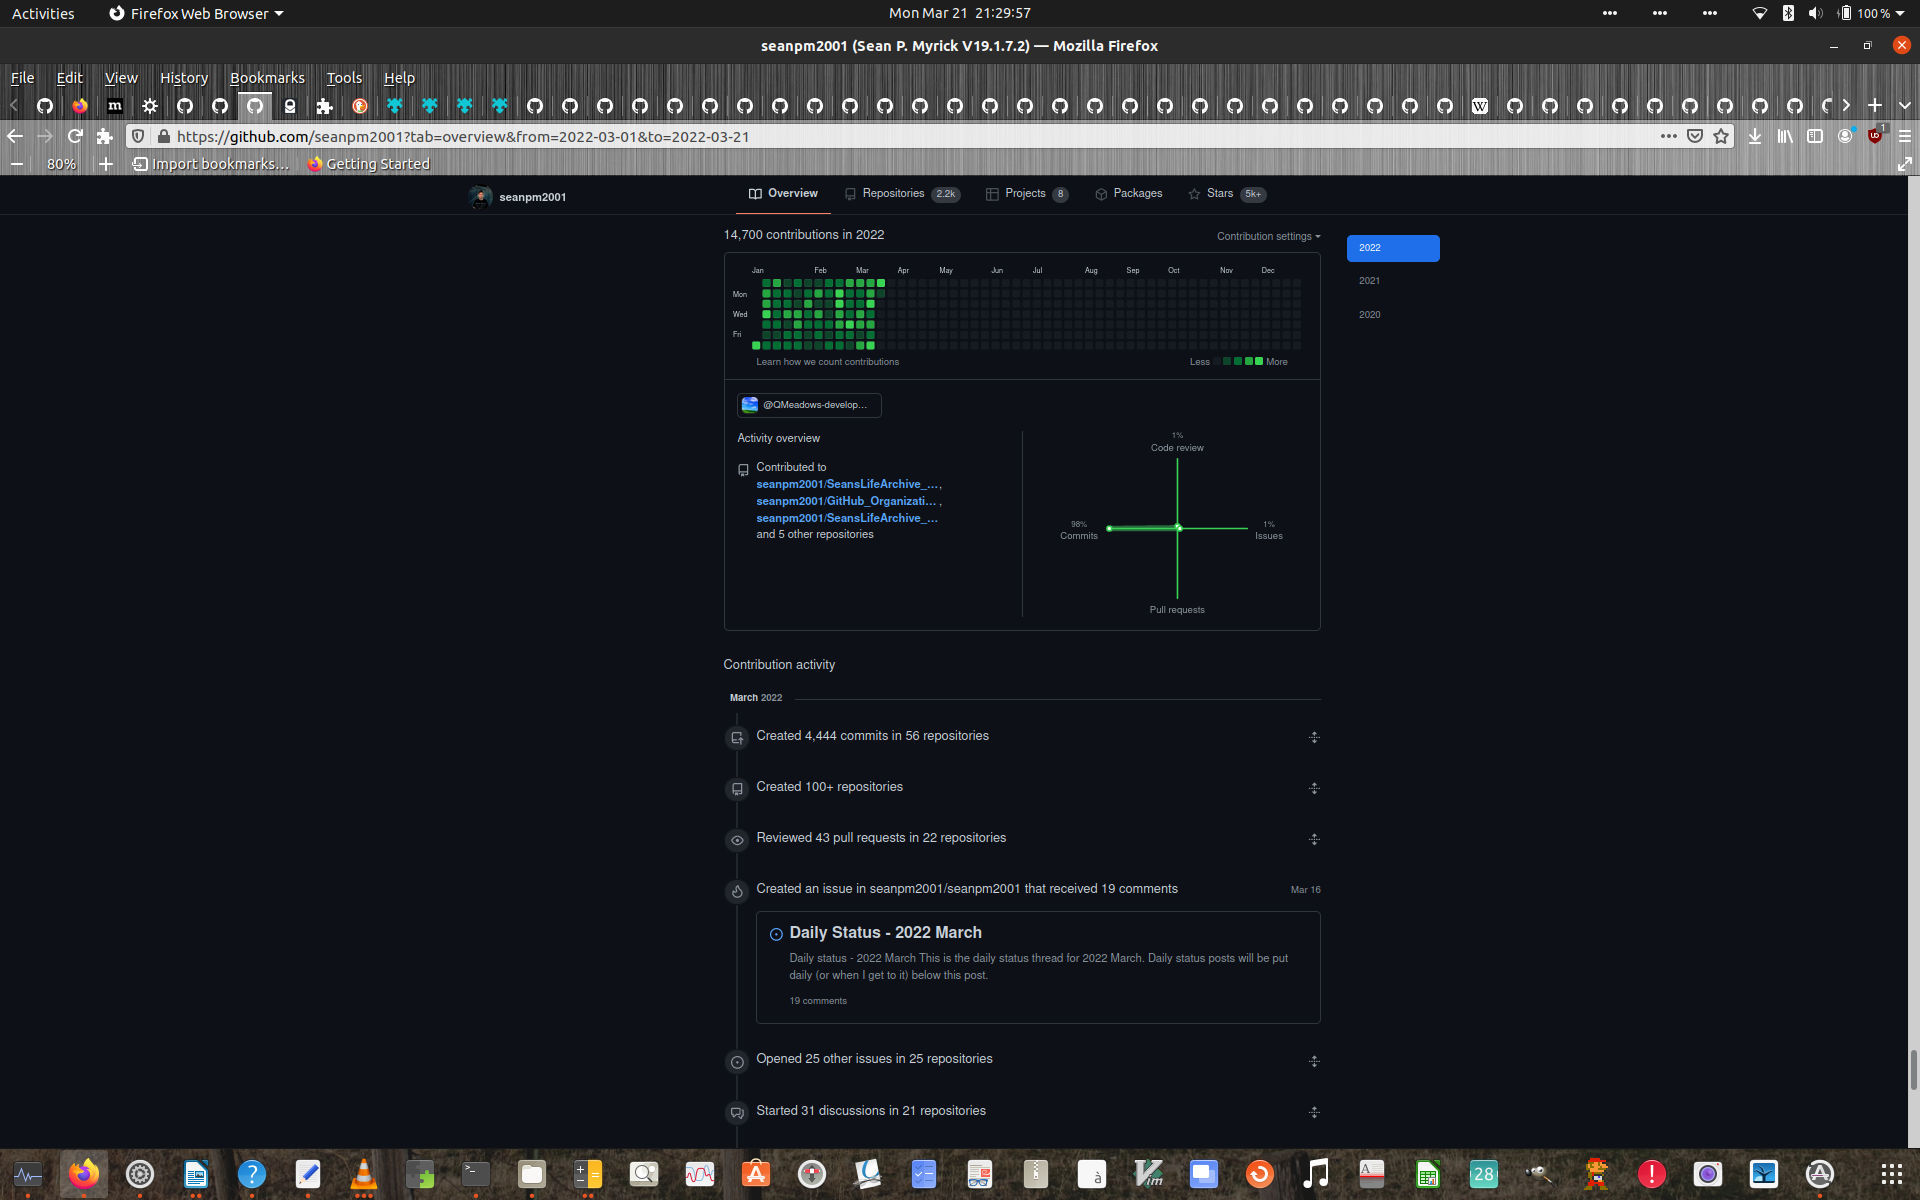 Activities
Firefox Web Browser
Mon Mar 21 21:29:57
100 %
seanpm2001 (Sean P. Myrick V19.1.7.2) — Mozilla Firefox
File Edit View History Bookmarks Tools Help
https://github.com/seanpm2001?tab=overview&from=2022-03-01&to=2022-03-21
80%
Import bookmarks...
Getting Started
seanpm2001
Overview
Repositories 2.2k
Projects 8
Packages
Stars 5k+
14,700 contributions in 2022
Contribution settings
2022
2021
2020
Jan Feb Mar Apr May Jun Jul Aug Sep Oct Nov Dec
Mon
Wed
Fri
Learn how we count contributions
Less More
@QMeadows-develop...
Activity overview
Contributed to
seanpm2001/SeansLifeArchive_... ,
seanpm2001/GitHub_Organizati... ,
seanpm2001/SeansLifeArchive_...
and 5 other repositories
1%
Code review
98%
Commits
1%
Issues
Pull requests
Contribution activity
March 2022
Created 4,444 commits in 56 repositories
Created 100+ repositories
Reviewed 43 pull requests in 22 repositories
Created an issue in seanpm2001/seanpm2001 that received 19 comments
Mar 16
Daily Status - 2022 March
Daily status - 2022 March This is the daily status thread for 2022 March. Daily status posts will be put
daily (or when I get to it) below this post.
19 comments
Opened 25 other issues in 25 repositories
Started 31 discussions in 21 repositories
28